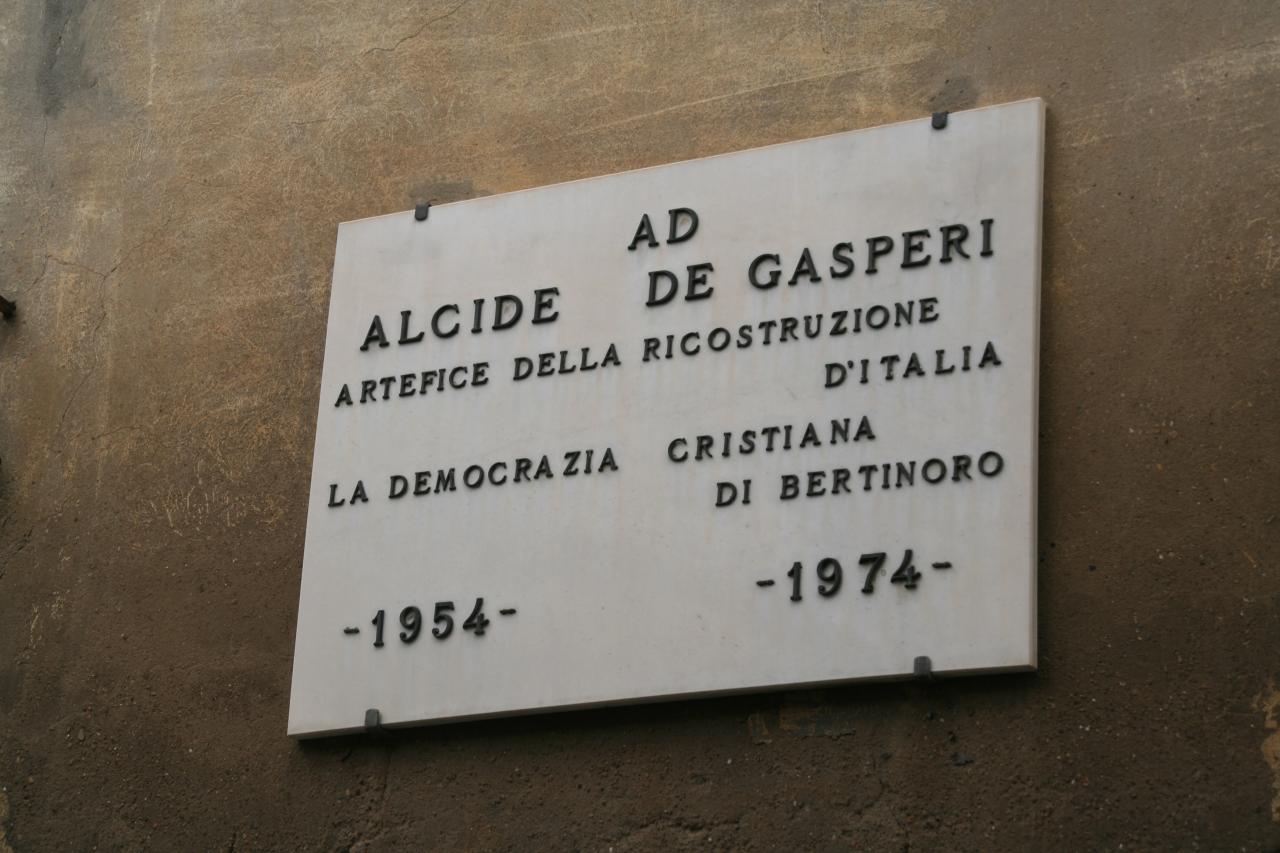 AD
ALCIDE DE GASPERI
ARTEFICE DELLA RICOSTRUZIONE
D'ITALIA
LA DEMOCRAZIA CRISTIANA
DI BERTINORO
-1954- -1974-